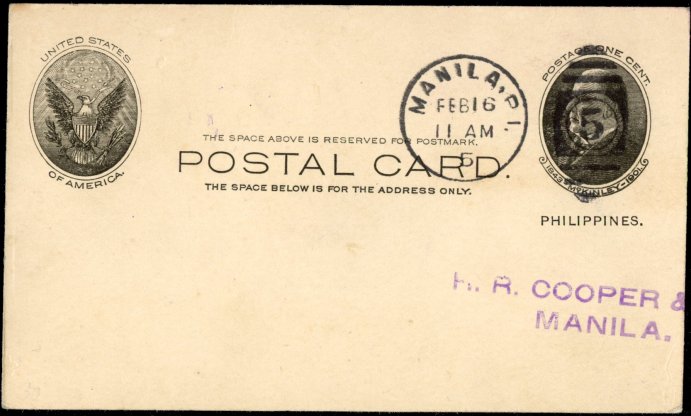 UNITED STATES
OF AMERICA.
MANILA, P.I.
FEB 16
11 AM
5
POSTAGE ONE CENT.
5
1843-McKINLEY-1901.
THE SPACE ABOVE IS RESERVED FOR POSTMARK.
POSTAL CARD.
THE SPACE BELOW IS FOR THE ADDRESS ONLY.
PHILIPPINES.
H. R. COOPER &
MANILA.